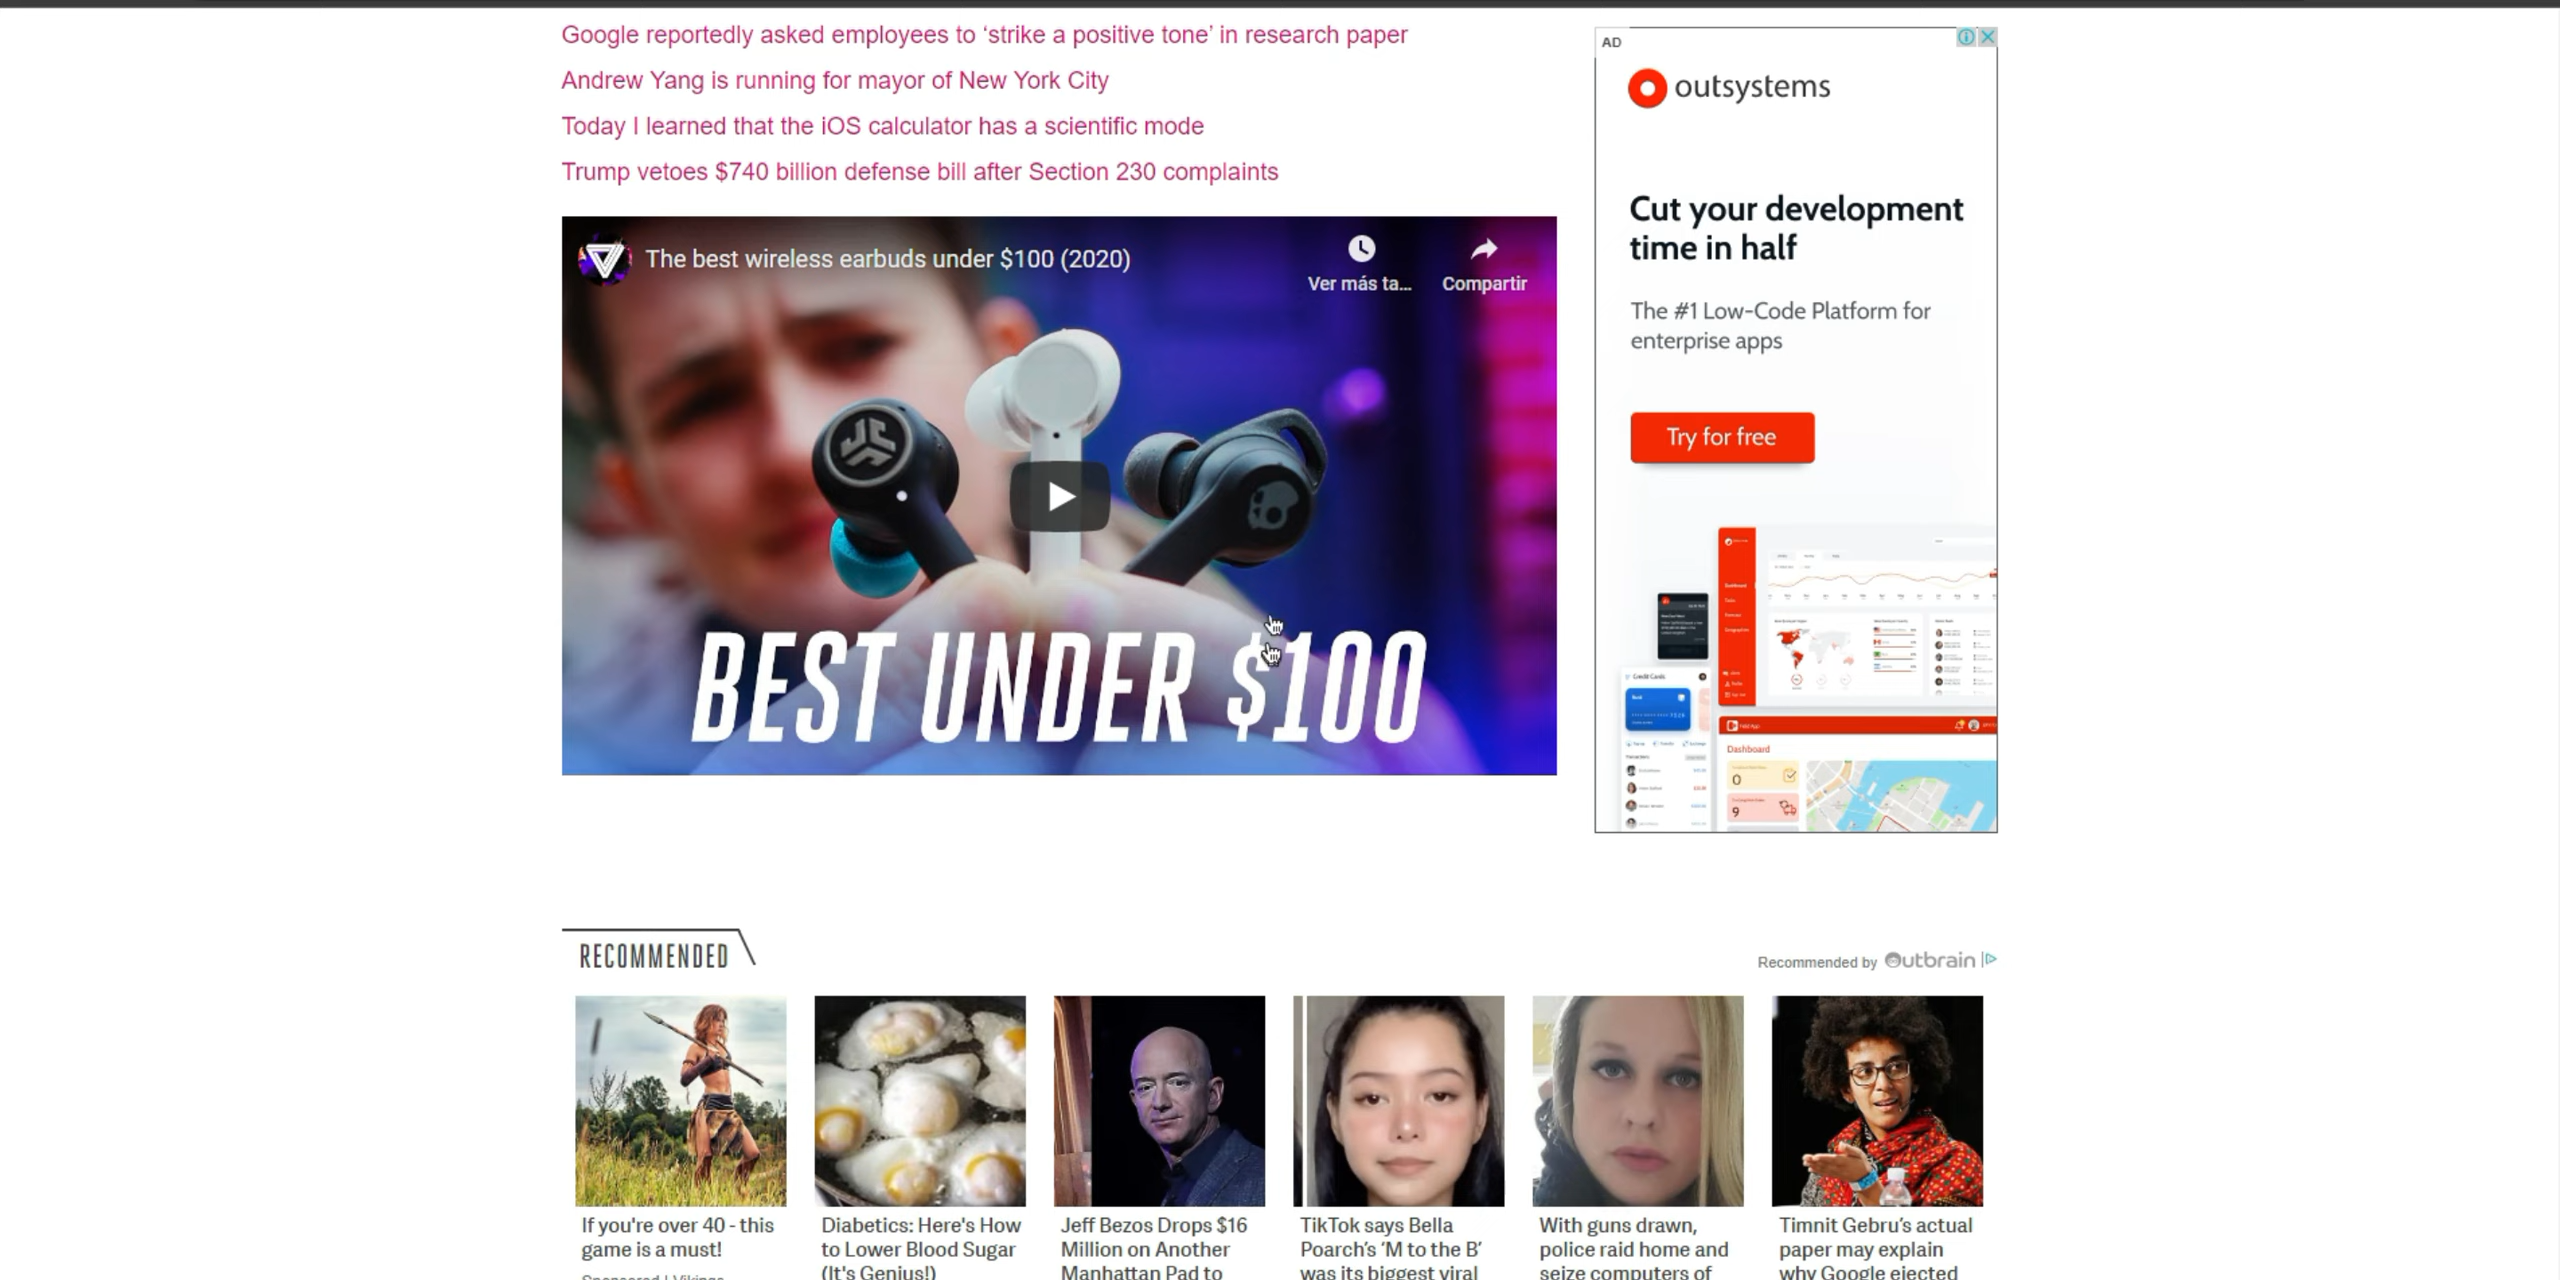 Google reportedly asked employees to ‘strike a positive tone’ in research paper
Andrew Yang is running for mayor of New York City
Today I learned that the iOS calculator has a scientific mode
Trump vetoes $740 billion defense bill after Section 230 complaints
The best wireless earbuds under $100 (2020)
Ver más ta...
Compartir
BEST UNDER $100
AD
outsystems
Cut your development
time in half
The #1 Low-Code Platform for
enterprise apps
Try for free
Credit Cards
Dashboard
0
9
RECOMMENDED
Recommended by Outbrain
If you're over 40 - this
game is a must!
Sponsored | Vikings
Diabetics: Here's How
to Lower Blood Sugar
(It's Genius!)
Jeff Bezos Drops $16
Million on Another
Manhattan Pad to
TikTok says Bella
Poarch’s ‘M to the B’
was its biggest viral
With guns drawn,
police raid home and
seize computers of
Timnit Gebru’s actual
paper may explain
why Google ejected